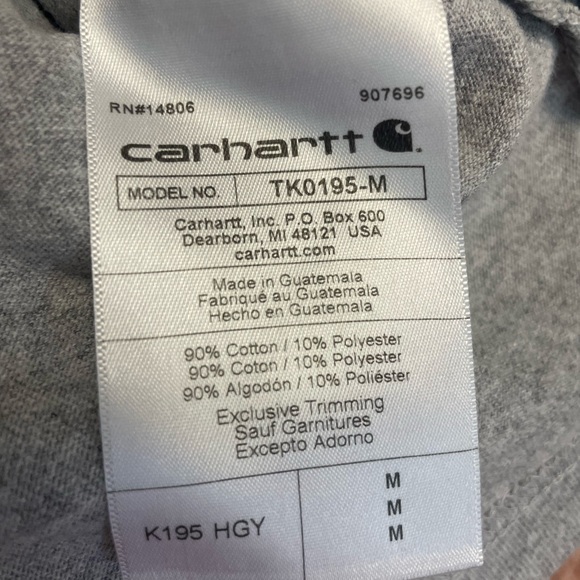 RN#14806 907696
carhartt
MODEL NO. TK0195-M
Carhartt, Inc. P.O. Box 600
Dearborn, MI 48121 USA
carhartt.com
Made in Guatemala
Fabriqué au Guatemala
Hecho en Guatemala
90% Cotton / 10% Polyester
90% Coton / 10% Polyester
90% Algodón / 10% Poliéster
Exclusive Trimming
Sauf Garnitures
Excepto Adorno
K195 HGY M
M
M